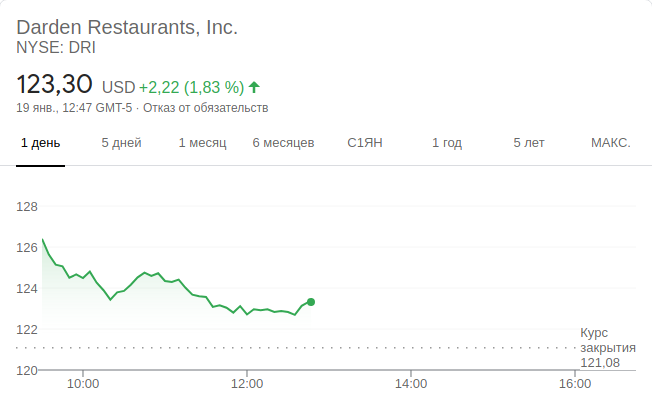 Darden Restaurants, Inc.
NYSE: DRI
123,30 USD +2,22 (1,83 %)
19 янв., 12:47 GMT-5 · Отказ от обязательств
1 день 5 дней 1 месяц 6 месяцев С1ЯН 1 год 5 лет МАКС.
128
126
124
122
Курс
закрытия
121,08
120
10:00 12:00 14:00 16:00